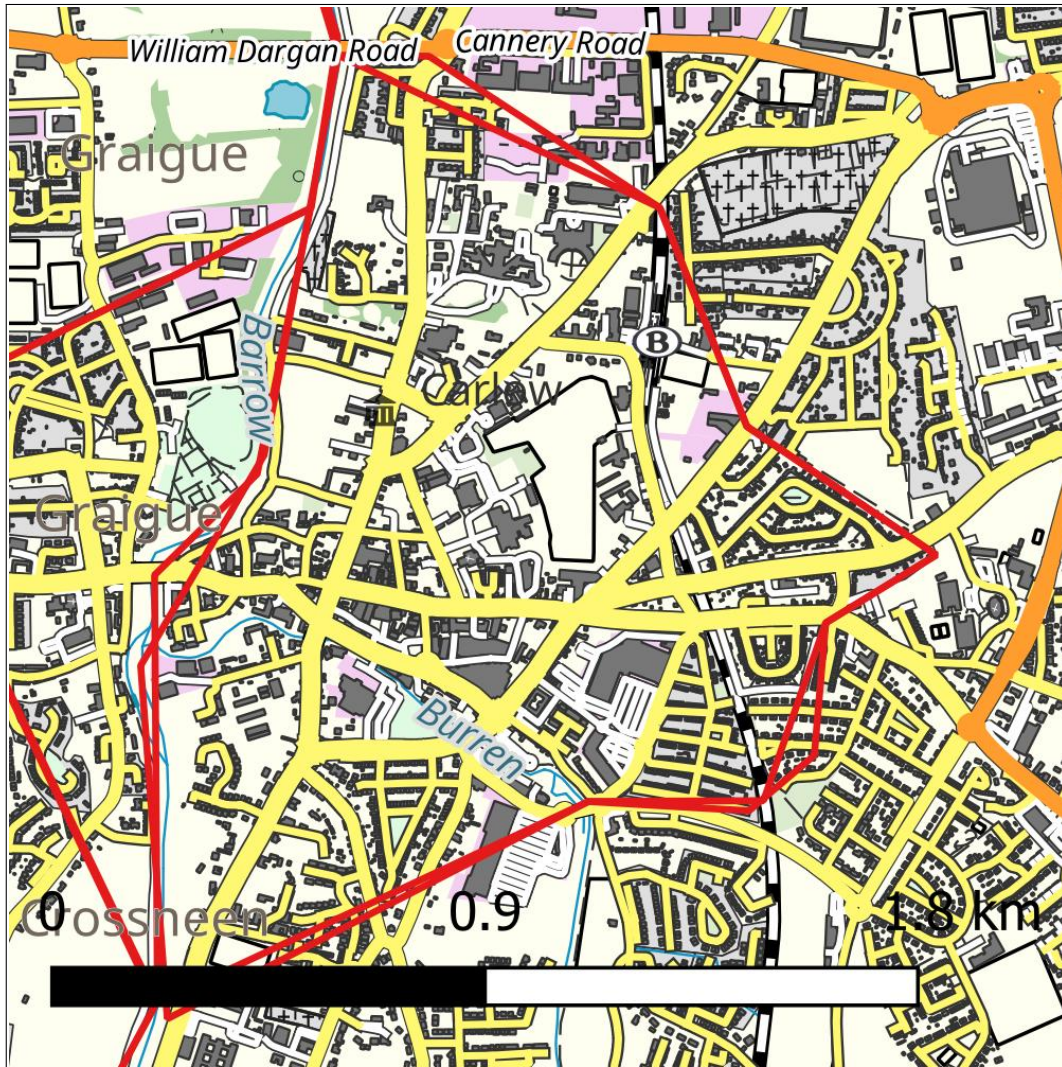 William Dargan Road
Cannery Road
Graigue
Barrow
B
Carlow
Graigue
Burren
Crossneen
0
0.9
1.8 km